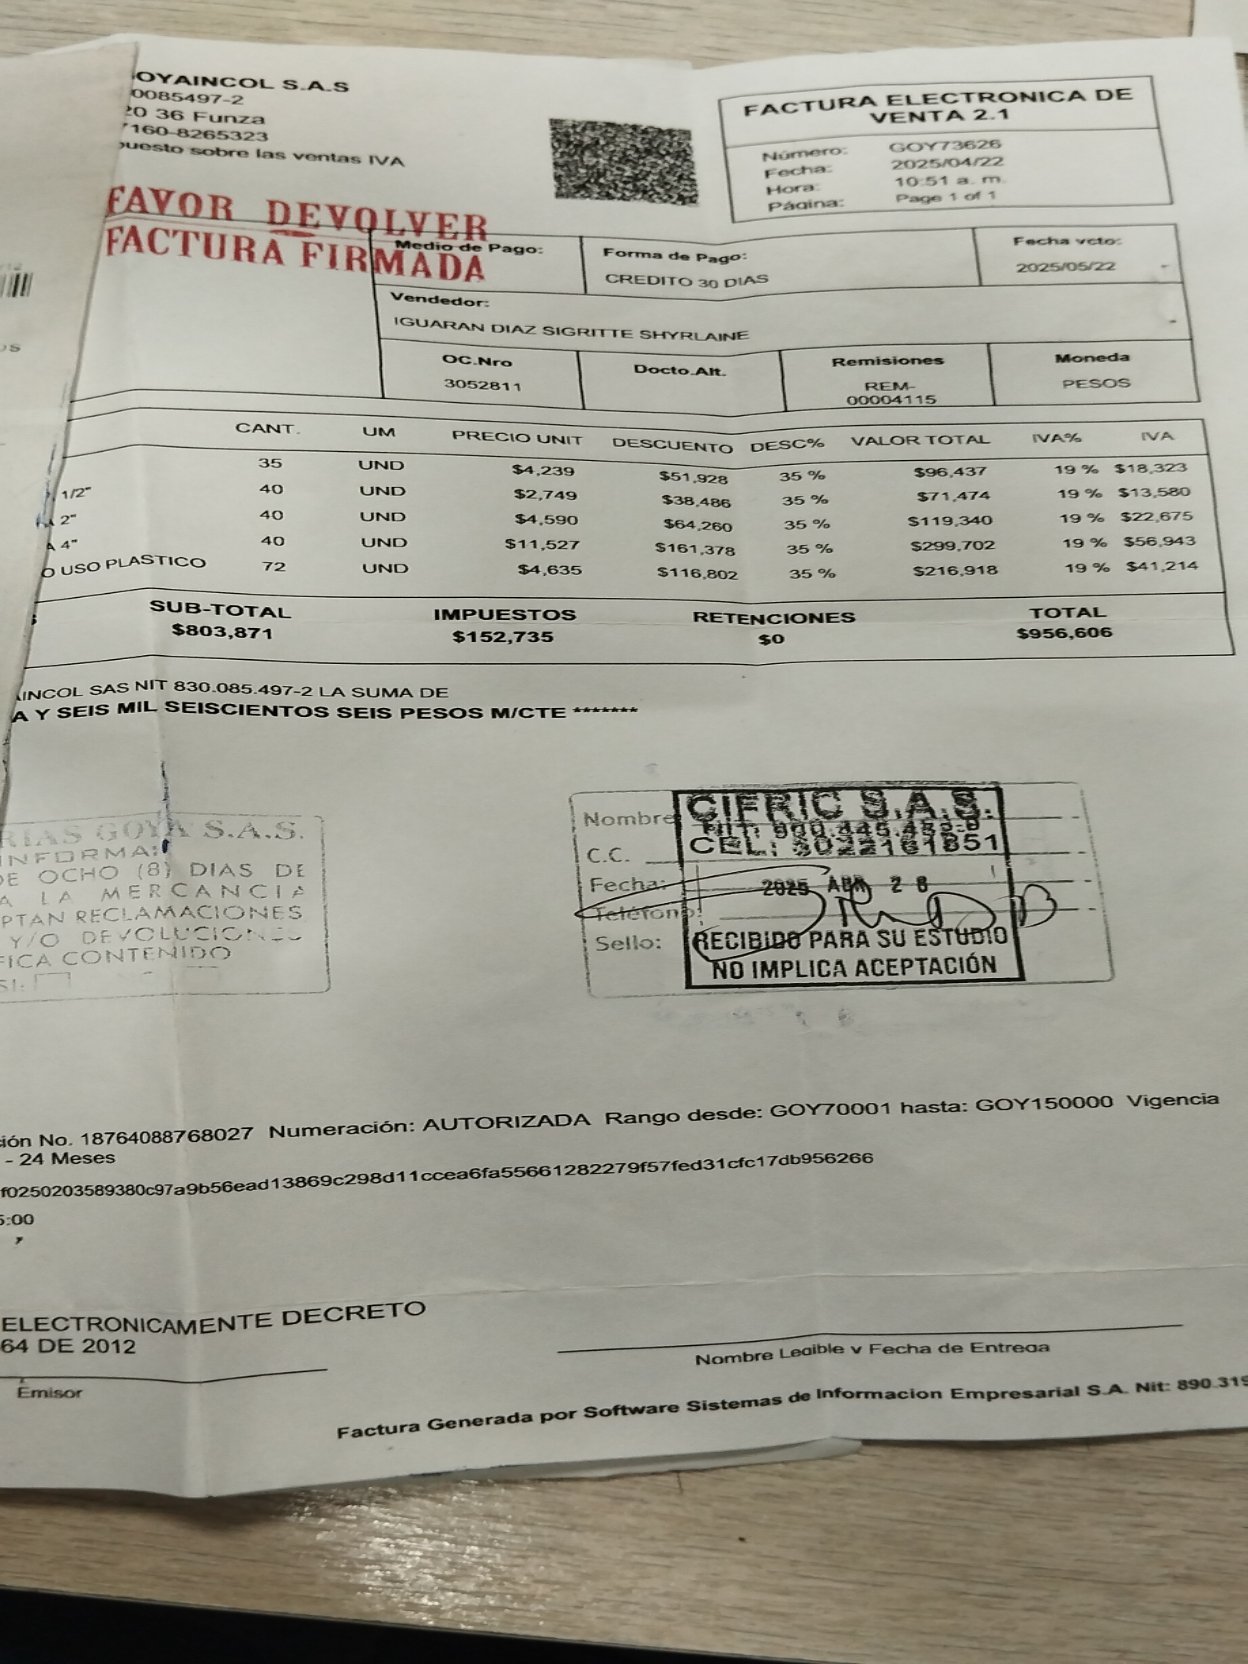 OYAINCOL S.A.S
0085497-2
20 36 Funza
7160-8265323
puesto sobre las ventas IVA
FACTURA ELECTRONICA DE
VENTA 2.1
Número: GOY73626
Fecha: 2025/04/22
Hora: 10:51 a. m.
Página: Page 1 of 1
FAVOR DEVOLVER
FACTURA FIRMADA
Medio de Pago:
Forma de Pago:
CREDITO 30 DIAS
Fecha vcto:
2025/05/22
Vendedor:
IGUARAN DIAZ SIGRITTE SHYRLAINE
OC.Nro
3052811
Docto.Alt.
Remisiones
REM-
00004115
Moneda
PESOS
CANT. UM PRECIO UNIT DESCUENTO DESC% VALOR TOTAL IVA% IVA
35 UND $4,239 $51,928 35 % $96,437 19 % $18,323
1/2" 40 UND $2,749 $38,486 35 % $71,474 19 % $13,580
A 2" 40 UND $4,590 $64,260 35 % $119,340 19 % $22,675
A 4" 40 UND $11,527 $161,378 35 % $299,702 19 % $56,943
O USO PLASTICO 72 UND $4,635 $116,802 35 % $216,918 19 % $41,214
SUB-TOTAL IMPUESTOS RETENCIONES TOTAL
$803,871 $152,735 $0 $956,606
AINCOL SAS NIT 830.085.497-2 LA SUMA DE
A Y SEIS MIL SEISCIENTOS SEIS PESOS M/CTE *******
RIAS GOYA S.A.S.
INFORMA:
DE OCHO (8) DIAS DE
A LA MERCANCIA
PTAN RECLAMACIONES
Y/O DEVOLUCIONES
FICA CONTENIDO
SI:
Nombre
C.C.
Fecha:
Teléfono:
Sello:
CIFRIC S.A.S.
NIT:
CEL: 3022161851
2025 ABR 28
RECIBIDO PARA SU ESTUDIO
NO IMPLICA ACEPTACIÓN
ión No. 18764088768027 Numeración: AUTORIZADA Rango desde: GOY70001 hasta: GOY150000 Vigencia
- 24 Meses
f0250203589380c97a9b56ead13869c298d11ccea6fa55661282279f57fed31cfc17db956266
5:00
ELECTRONICAMENTE DECRETO
64 DE 2012
Emisor
Nombre Legible y Fecha de Entrega
Factura Generada por Software Sistemas de Informacion Empresarial S.A. Nit: 890.319